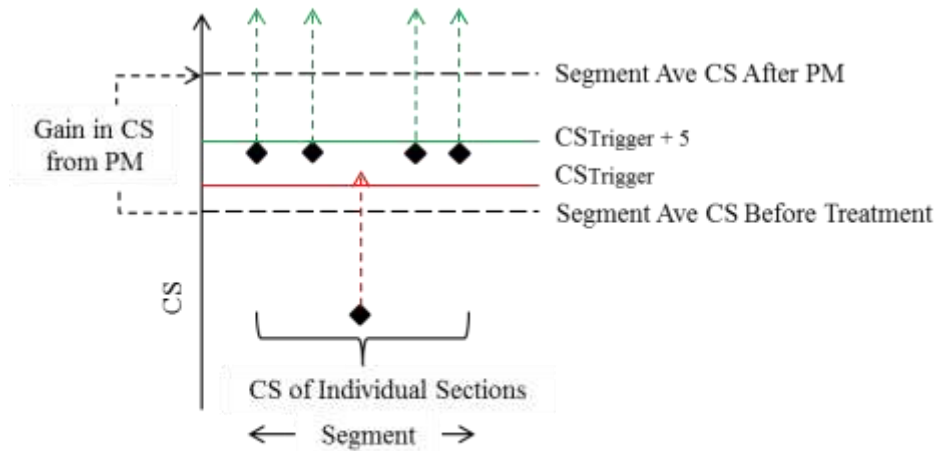 Segment Ave CS After PM
Gain in CS
from PM
CSTrigger + 5
CSTrigger
Segment Ave CS Before Treatment
CS
CS of Individual Sections
Segment